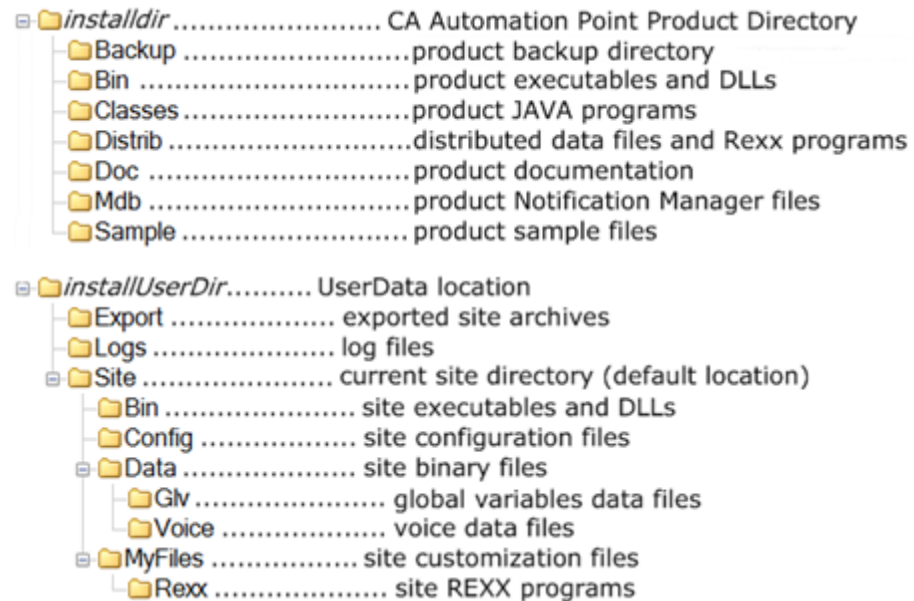 installdir ........................ CA Automation Point Product Directory
Backup ..........................product backup directory
Bin ...............................product executables and DLLs
Classes..........................product JAVA programs
Distrib ............................distributed data files and Rexx programs
Doc ..............................product documentation
Mdb ..............................product Notification Manager files
Sample ..........................product sample files
installUserDir.......... UserData location
Export ................... exported site archives
Logs ..................... log files
Site ...................... current site directory (default location)
Bin ...................... site executables and DLLs
Config .................. site configuration files
Data .................... site binary files
Glv ...................... global variables data files
Voice ................... voice data files
MyFiles ................. site customization files
Rexx .................... site REXX programs